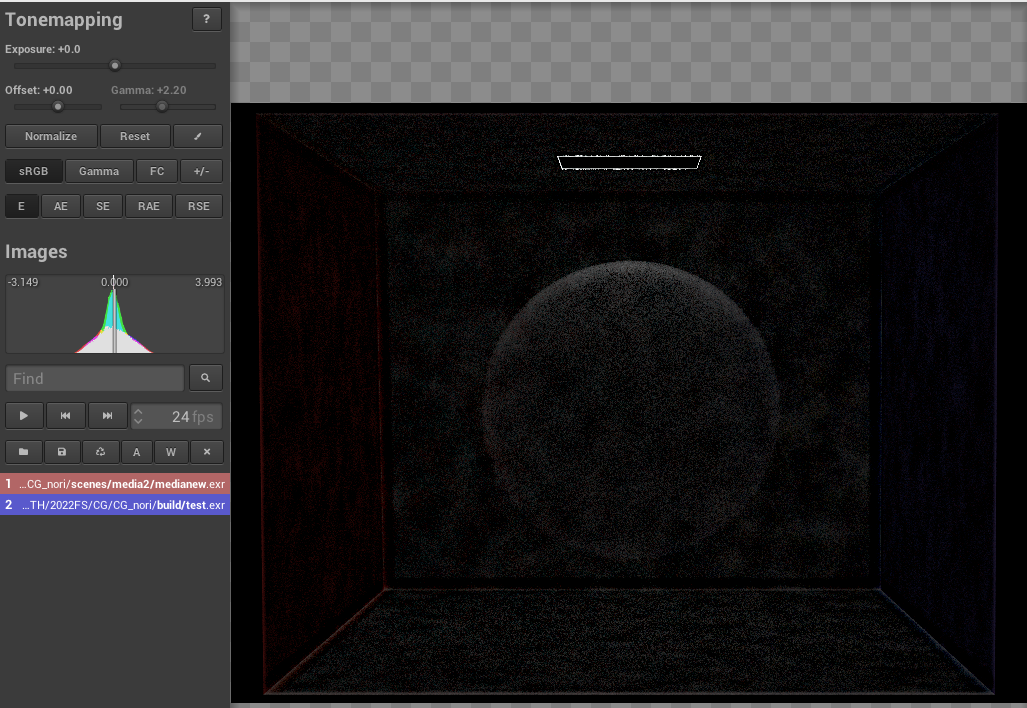 Tonemapping ?
Exposure: +0.0
Offset: +0.00 Gamma: +2.20
Normalize Reset
sRGB Gamma FC +/-
E AE SE RAE RSE
Images
-3.149 0.000 3.993
Find
24 fps
A W
1 ...CG_nori/scenes/media2/medianew.exr
2 ...TH/2022FS/CG/CG_nori/build/test.exr